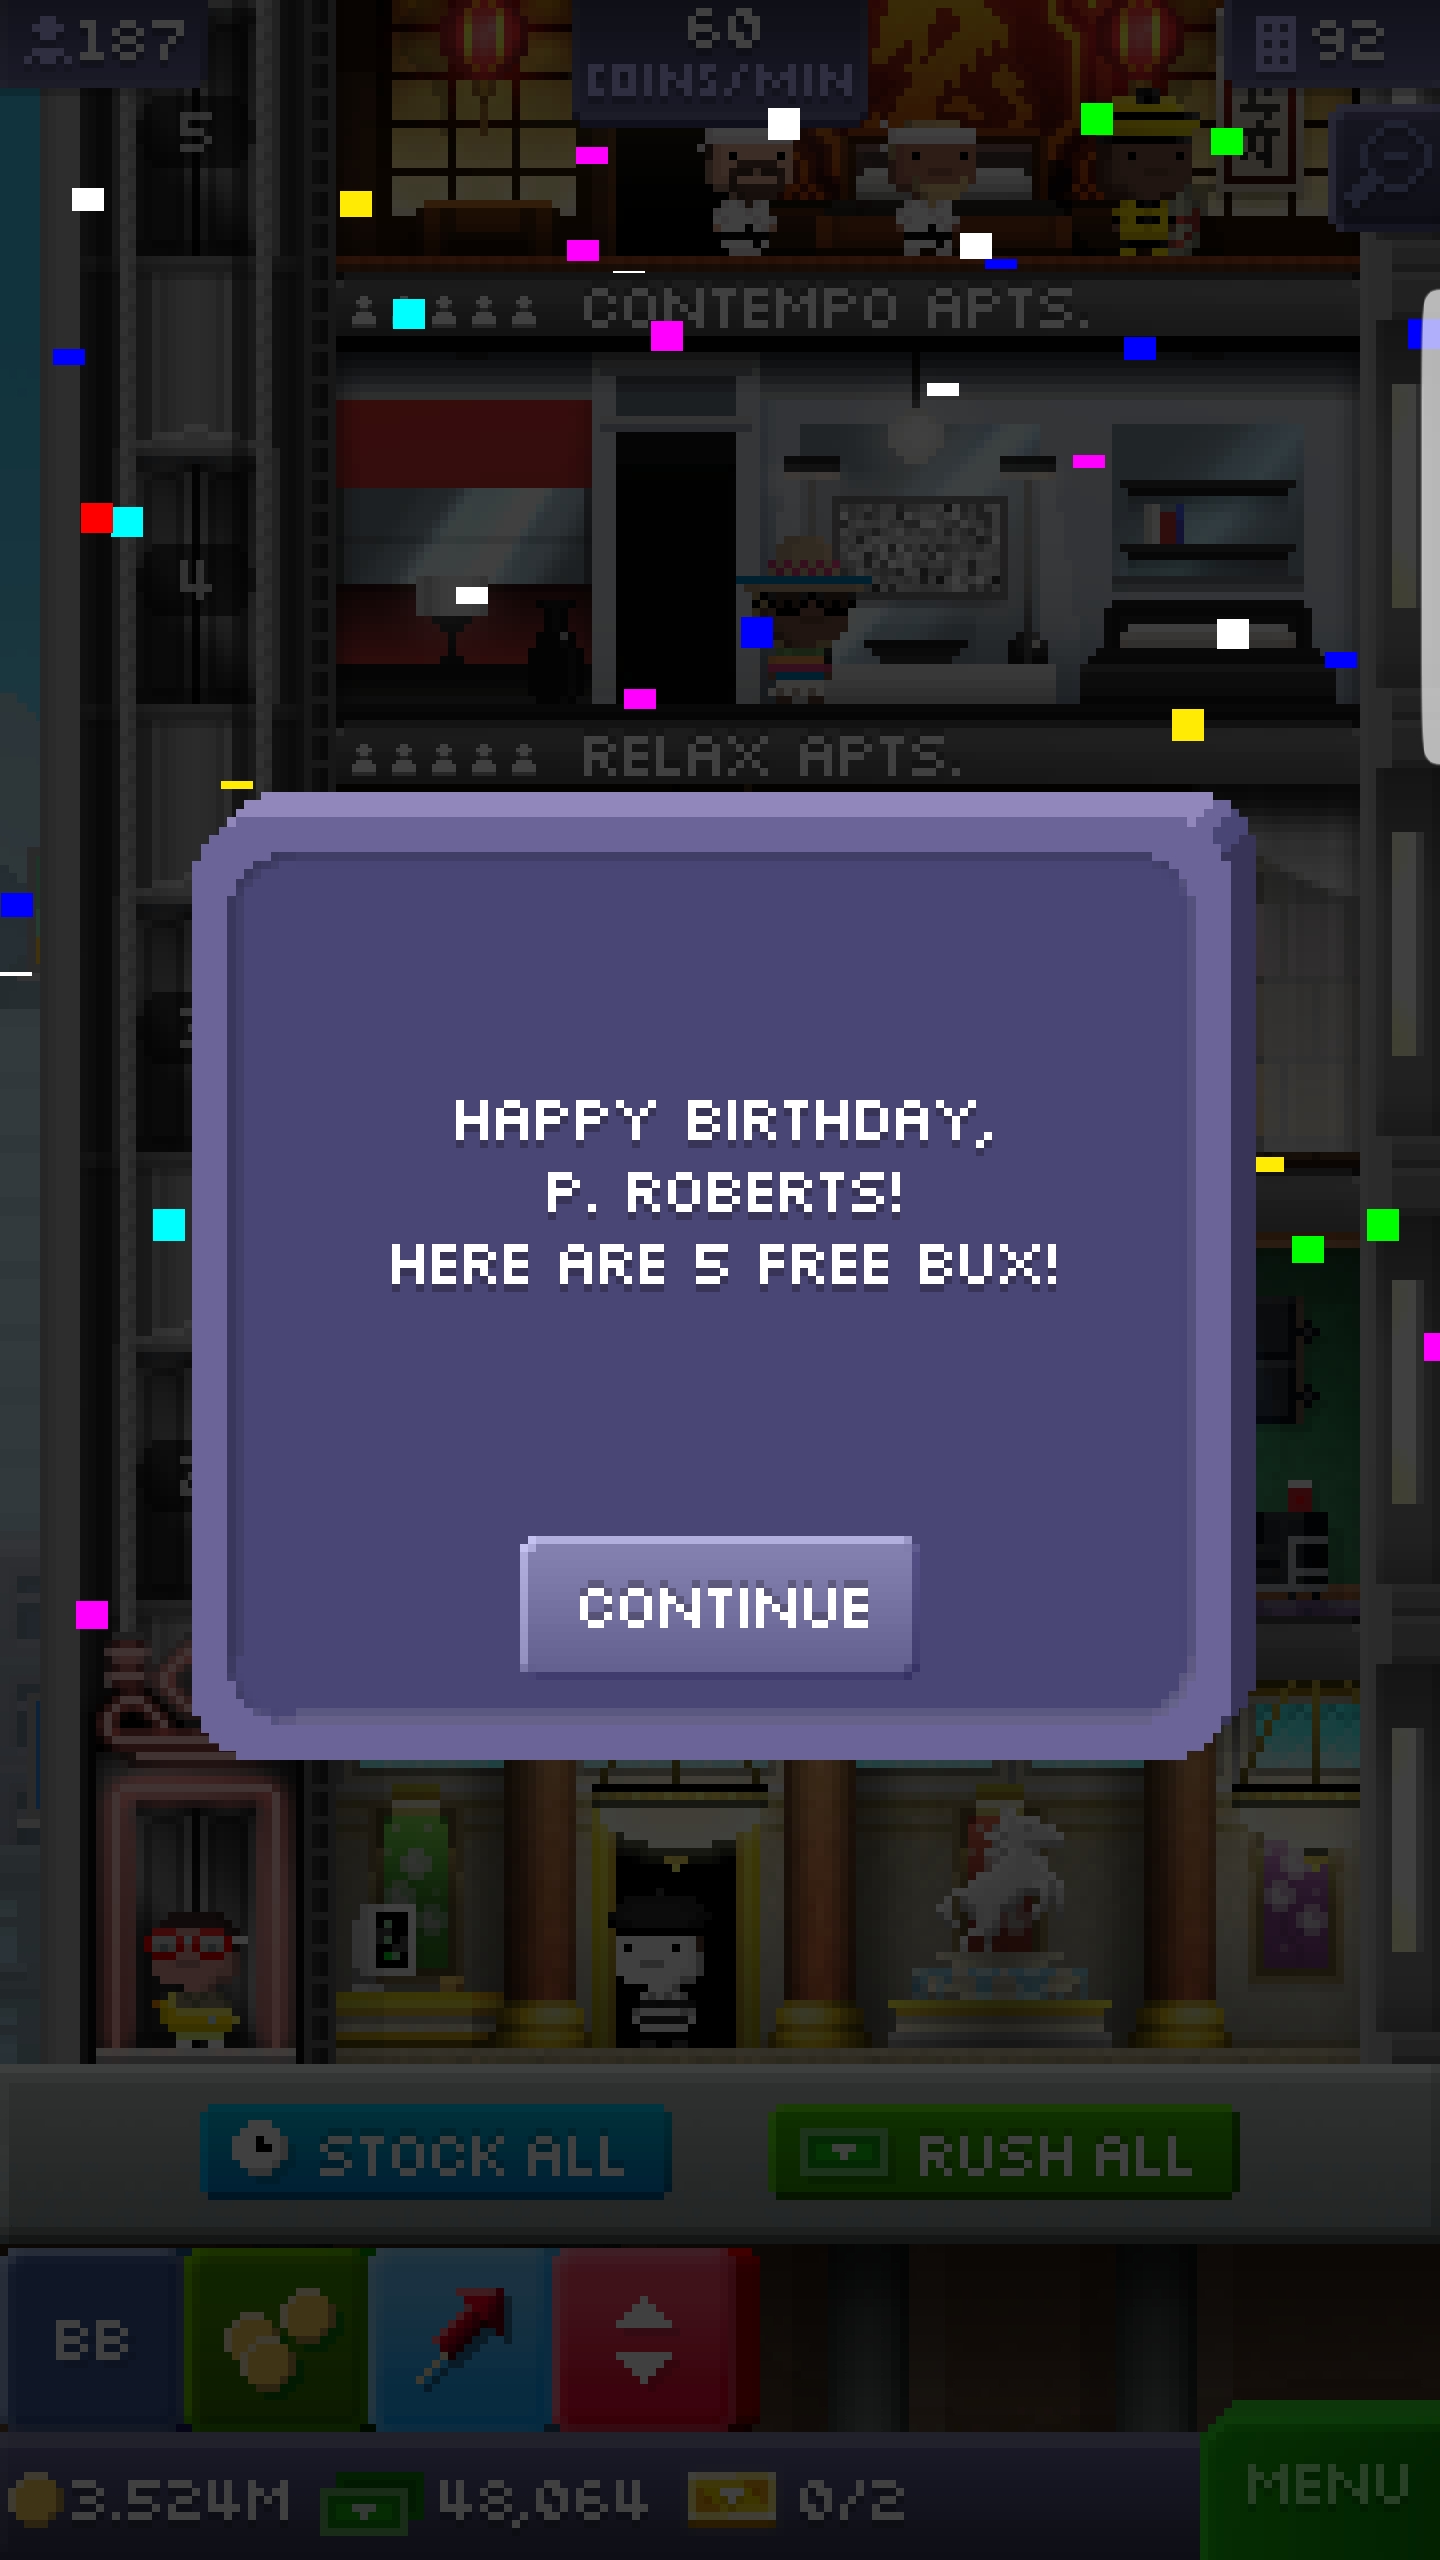 187
60
COINS/MIN
92
5
CONTEMPO APTS.
4
RELAX APTS.
HAPPY BIRTHDAY,
P. ROBERTS!
HERE ARE 5 FREE BUX!
CONTINUE
STOCK ALL
RUSH ALL
BB
3.524M
48,064
0/2
MENU